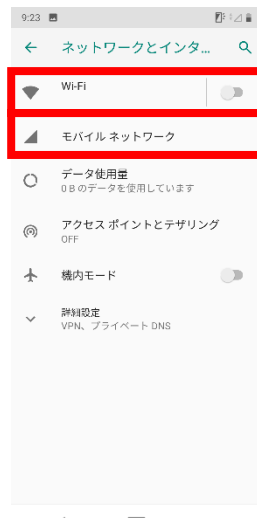 9:23
ネットワークとインタ...
Wi-Fi
モバイル ネットワーク
データ使用量
0 B のデータを使用しています
アクセス ポイントとテザリング
OFF
機内モード
詳細設定
VPN、プライベート DNS